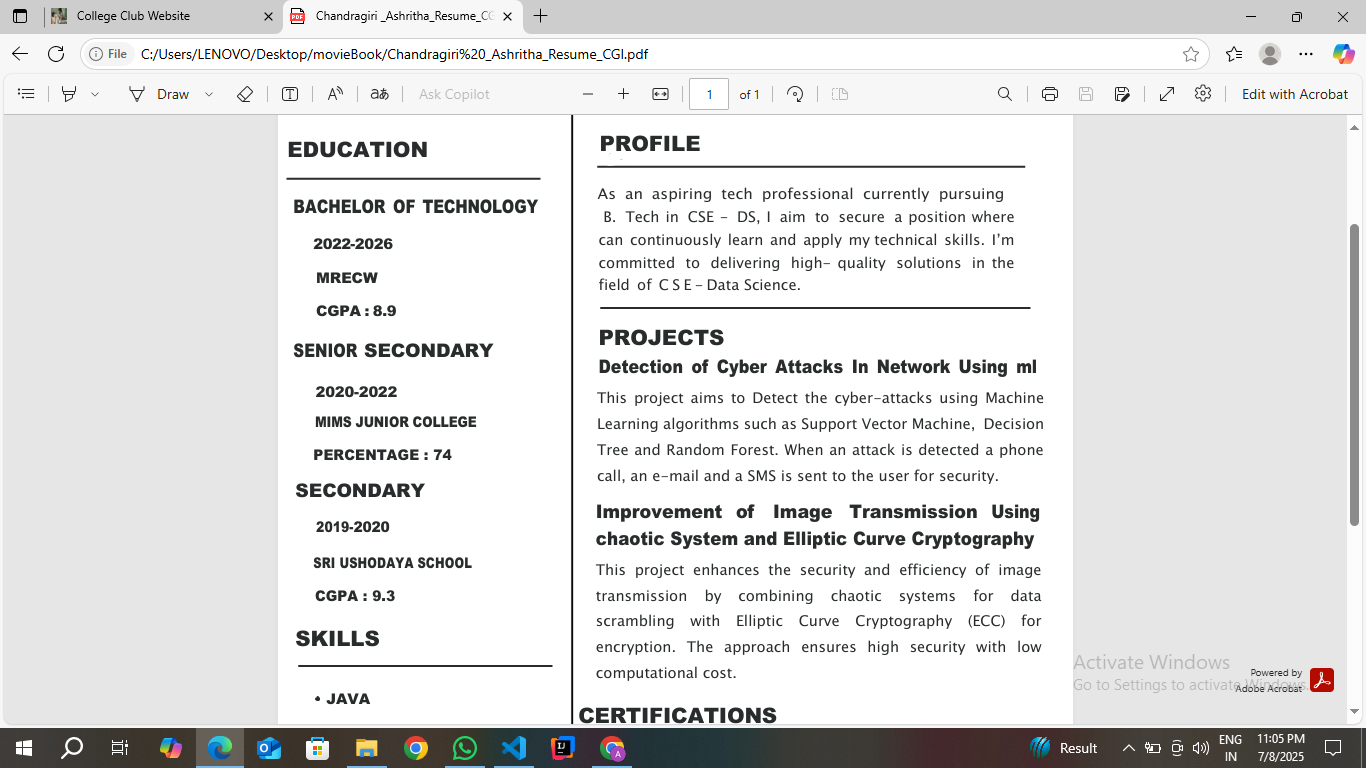 College Club Website
Chandragiri _Ashritha_Resume_CG
File
C:/Users/LENOVO/Desktop/movieBook/Chandragiri%20_Ashritha_Resume_CGI.pdf
Draw
Ask Copilot
1
of 1
Edit with Acrobat
EDUCATION
BACHELOR OF TECHNOLOGY
2022-2026
MRECW
CGPA : 8.9
SENIOR SECONDARY
2020-2022
MIMS JUNIOR COLLEGE
PERCENTAGE : 74
SECONDARY
2019-2020
SRI USHODAYA SCHOOL
CGPA : 9.3
SKILLS
• JAVA
PROFILE
As an aspiring tech professional currently pursuing
B. Tech in CSE – DS, I aim to secure a position where
can continuously learn and apply my technical skills. I'm
committed to delivering high– quality solutions in the
field of C S E – Data Science.
PROJECTS
Detection of Cyber Attacks In Network Using ml
This project aims to Detect the cyber-attacks using Machine
Learning algorithms such as Support Vector Machine, Decision
Tree and Random Forest. When an attack is detected a phone
call, an e-mail and a SMS is sent to the user for security.
Improvement of Image Transmission Using
chaotic System and Elliptic Curve Cryptography
This project enhances the security and efficiency of image
transmission by combining chaotic systems for data
scrambling with Elliptic Curve Cryptography (ECC) for
encryption. The approach ensures high security with low
computational cost.
CERTIFICATIONS
Activate Windows
Go to Settings to activate Windows.
Powered by
Adobe Acrobat
Result
ENG
IN
11:05 PM
7/8/2025